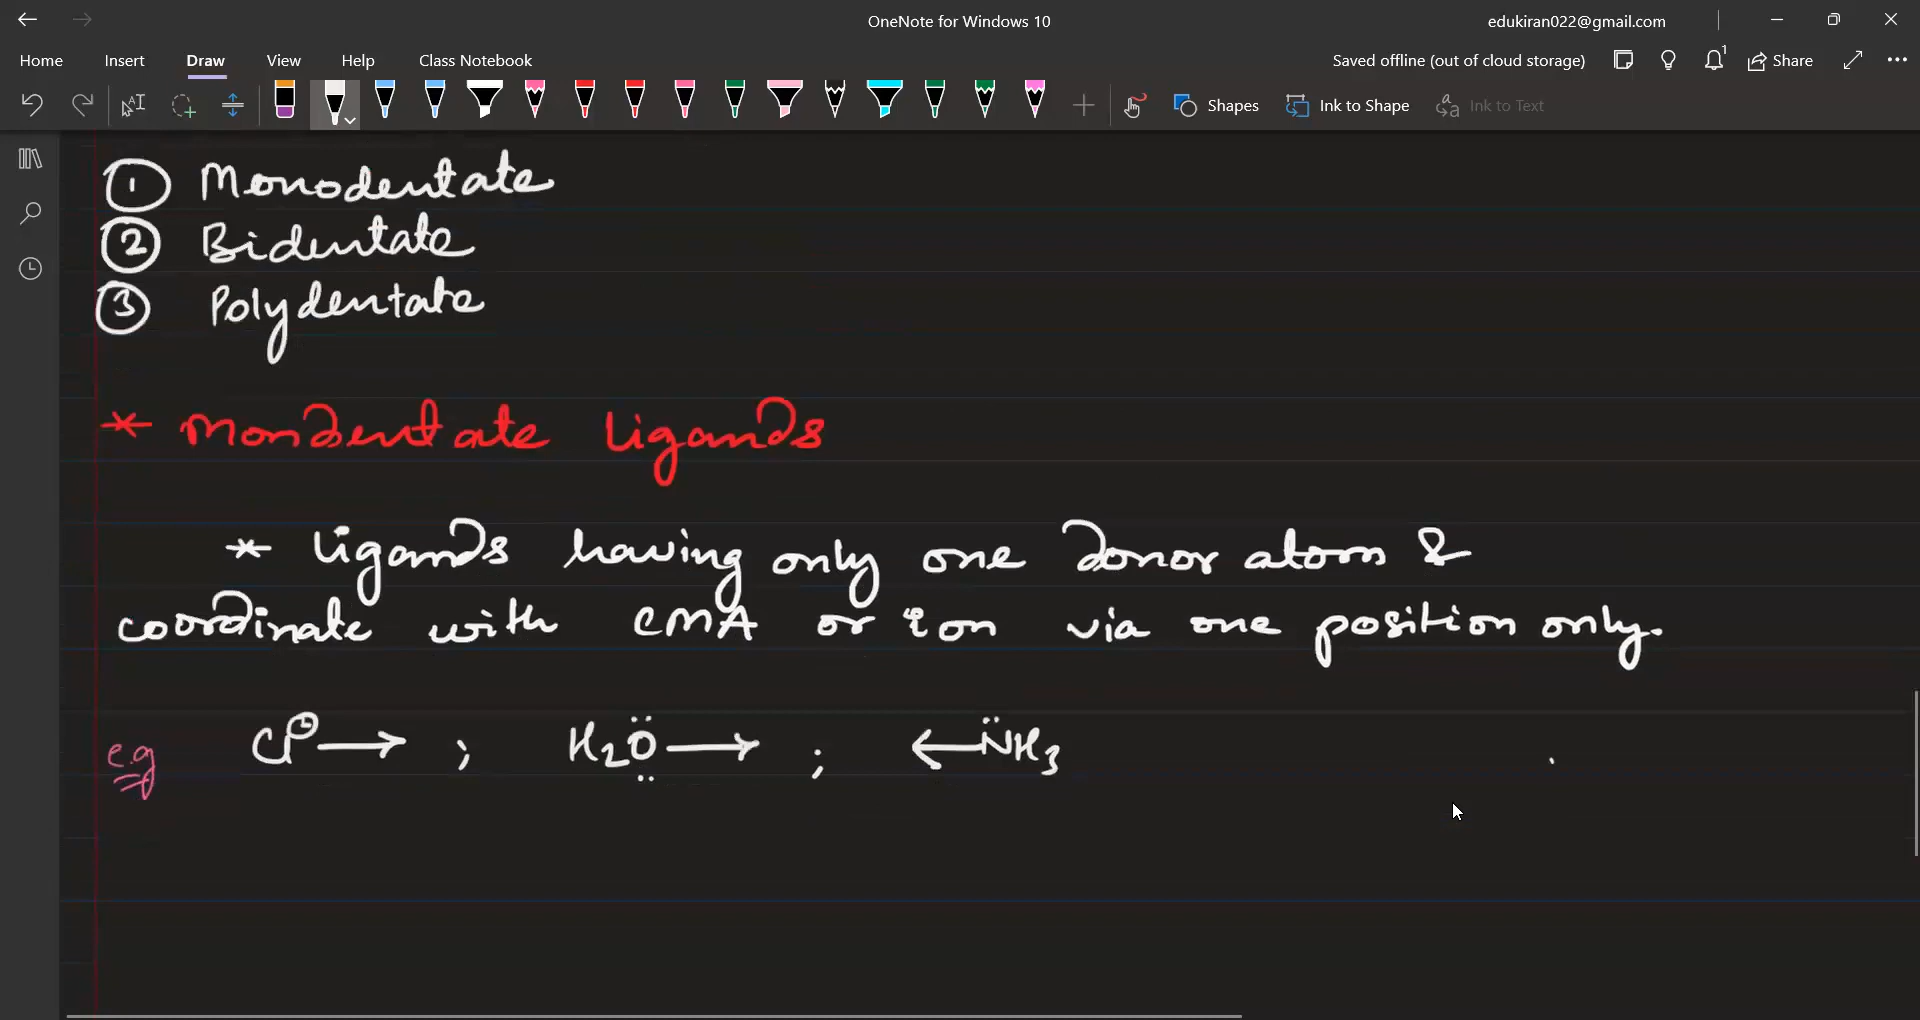 OneNote for Windows 10
edukiran022@gmail.com
Home Insert Draw View Help Class Notebook
Saved offline (out of cloud storage)
1
Share
Shapes
Ink to Shape
Ink to Text
① Monodentate
② Bidentate
③ Polydentate
* Monodentate Ligands
* Ligands having only one donor atom &
coordinate with CMA or ion via one position only.
e.g Cl⊖ → ; H₂Ö → ; ← N̈H₃